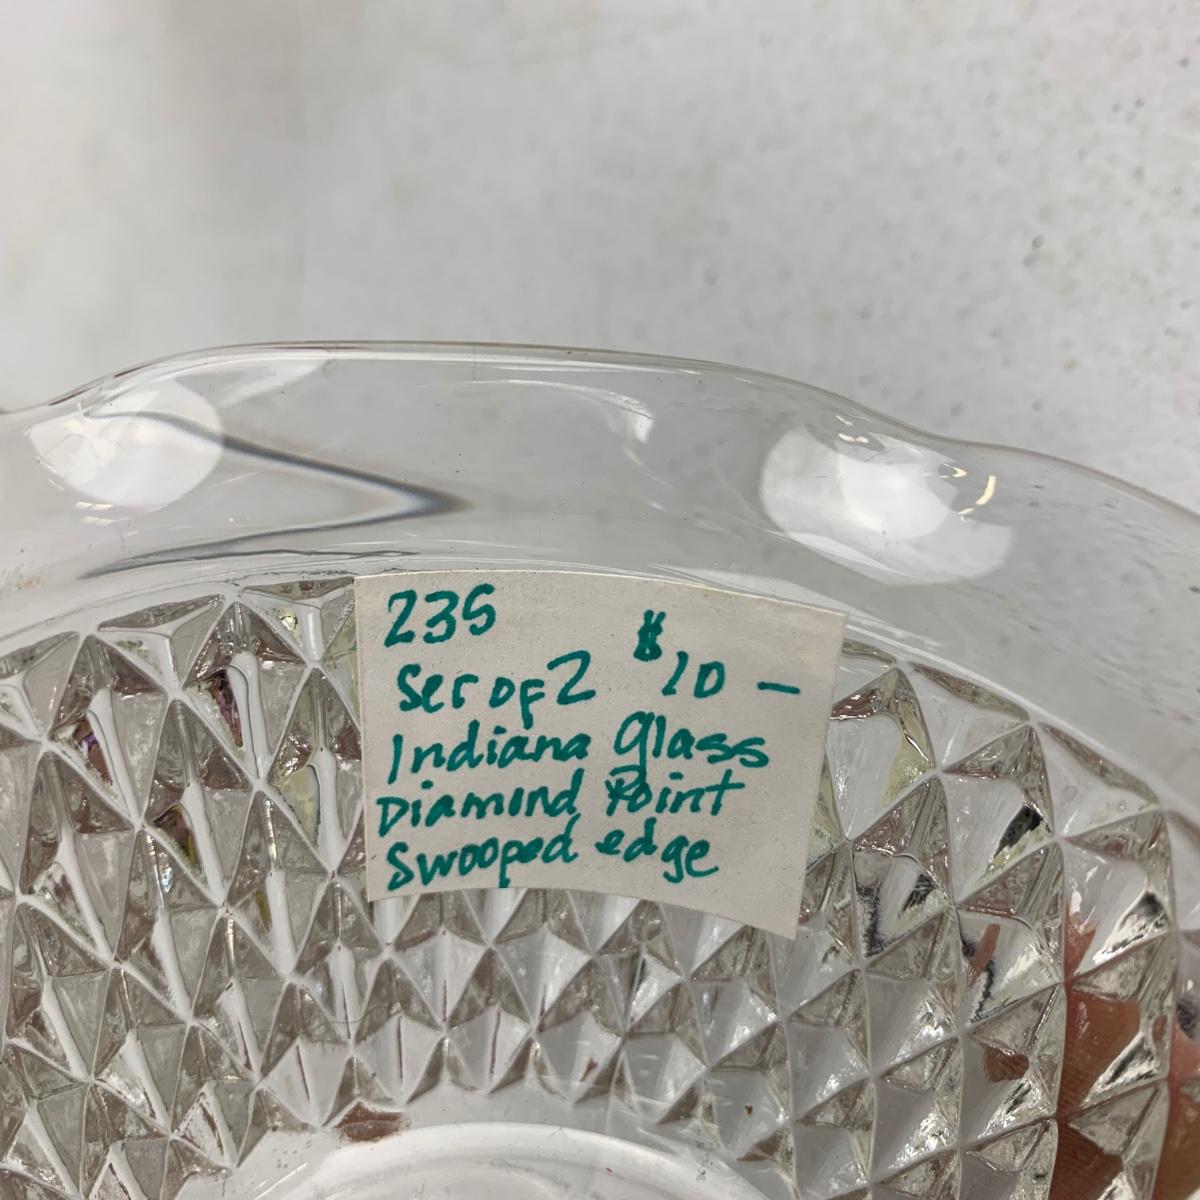 235
Set of 2 $10 –
Indiana Glass
Diamond Point
Swooped edge